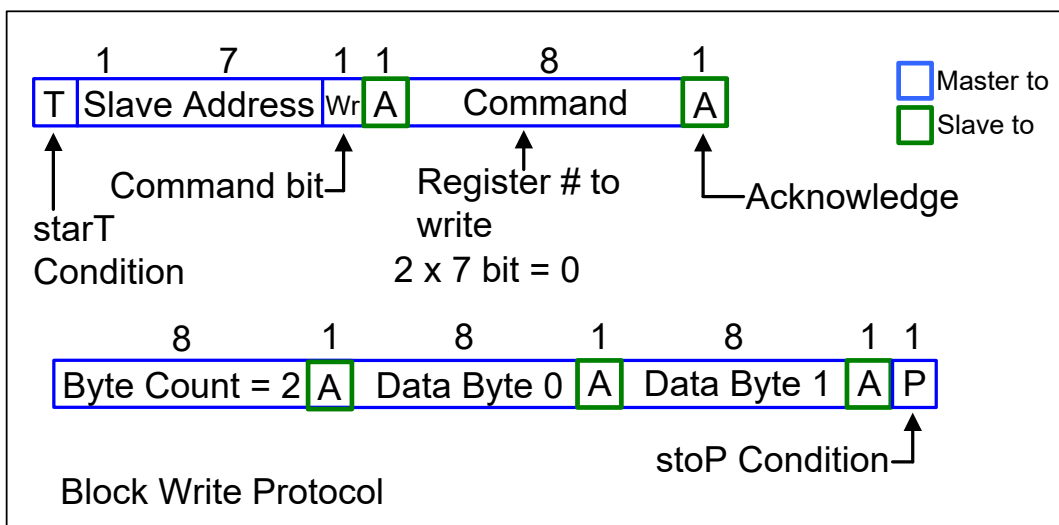 1 7 1 1 8 1
T Slave Address Wr A Command A
Master to
Slave to
Command bit
Register # to
write
Acknowledge
starT
Condition
2 x 7 bit = 0
8 1 8 1 8 1 1
Byte Count = 2 A Data Byte 0 A Data Byte 1 A P
stoP Condition
Block Write Protocol